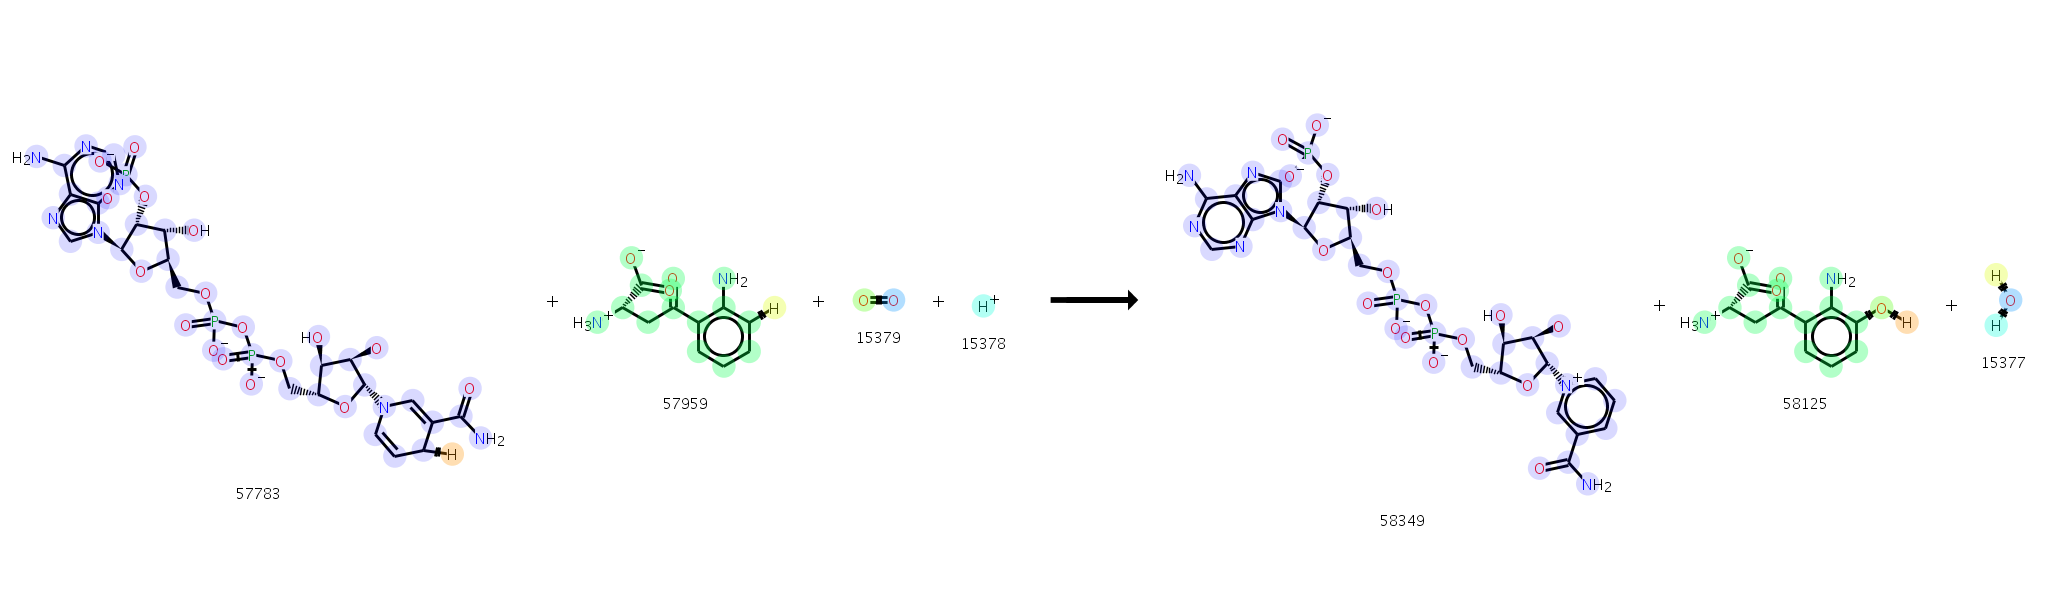 H₂N N N N N O⁻ P O O O
N O OH
O O P O O⁻ O P O O⁻
HO O O N O NH₂ H
57783
+
O⁻ O O NH₂ H H₃N⁺
57959
+
O O
15379
+
H⁺
15378
O⁻ O P O⁻ O
H₂N N N N N O OH
O O P O O⁻ O P O O⁻
HO O O N⁺ O NH₂
58349
+
O⁻ O O NH₂ O H H₃N⁺
58125
+
H O H
15377